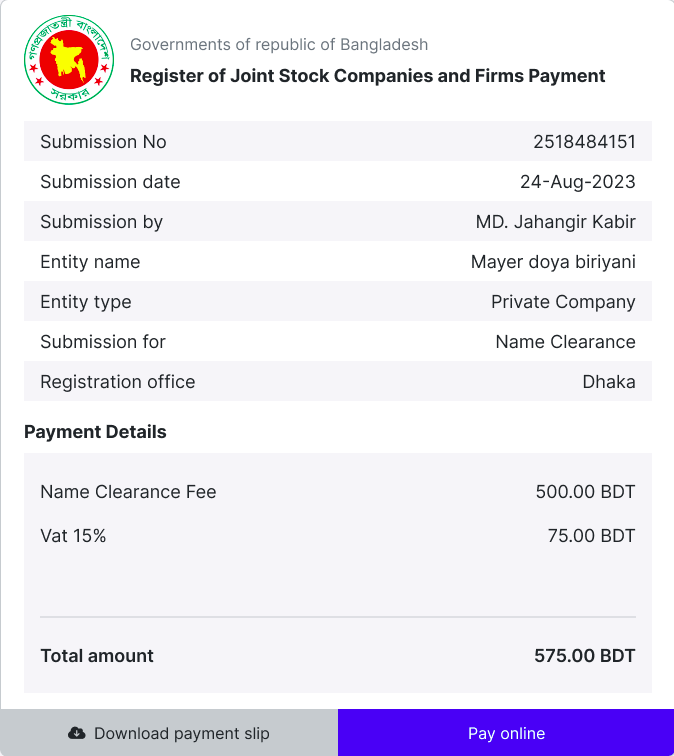 গণপ্রজাতন্ত্রী বাংলাদেশ
সরকার
Governments of republic of Bangladesh
Register of Joint Stock Companies and Firms Payment
Submission No 2518484151
Submission date 24-Aug-2023
Submission by MD. Jahangir Kabir
Entity name Mayer doya biriyani
Entity type Private Company
Submission for Name Clearance
Registration office Dhaka
Payment Details
Name Clearance Fee 500.00 BDT
Vat 15% 75.00 BDT
Total amount 575.00 BDT
Download payment slip Pay online